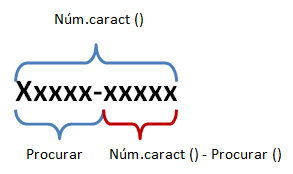 Núm.caract ()
Xxxxx-xxxxx
Procurar Núm.caract () - Procurar ()